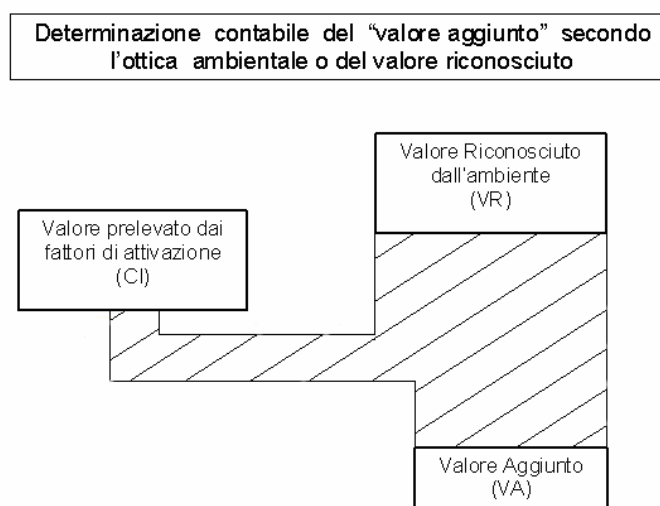 Determinazione contabile del “valore aggiunto” secondo
l’ottica ambientale o del valore riconosciuto
Valore Riconosciuto
dall’ambiente
(VR)
Valore prelevato dai
fattori di attivazione
(CI)
Valore Aggiunto
(VA)